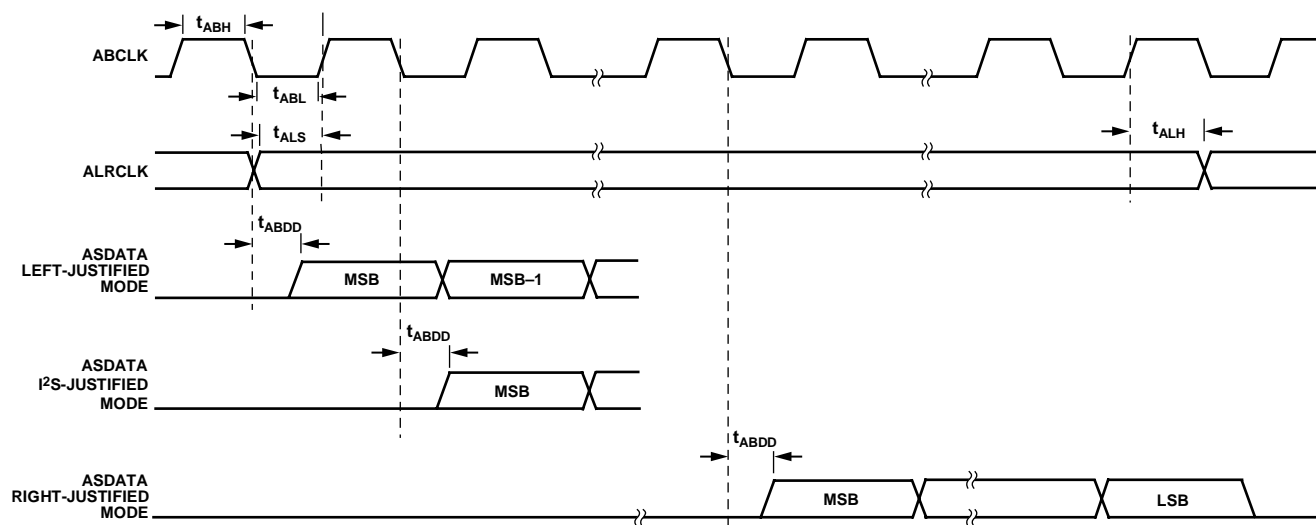 tABH
ABCLK
tABL
tALS
tALH
ALRCLK
tABDD
ASDATA
LEFT-JUSTIFIED
MODE
MSB
MSB–1
tABDD
ASDATA
I²S-JUSTIFIED
MODE
MSB
tABDD
ASDATA
RIGHT-JUSTIFIED
MODE
MSB
LSB